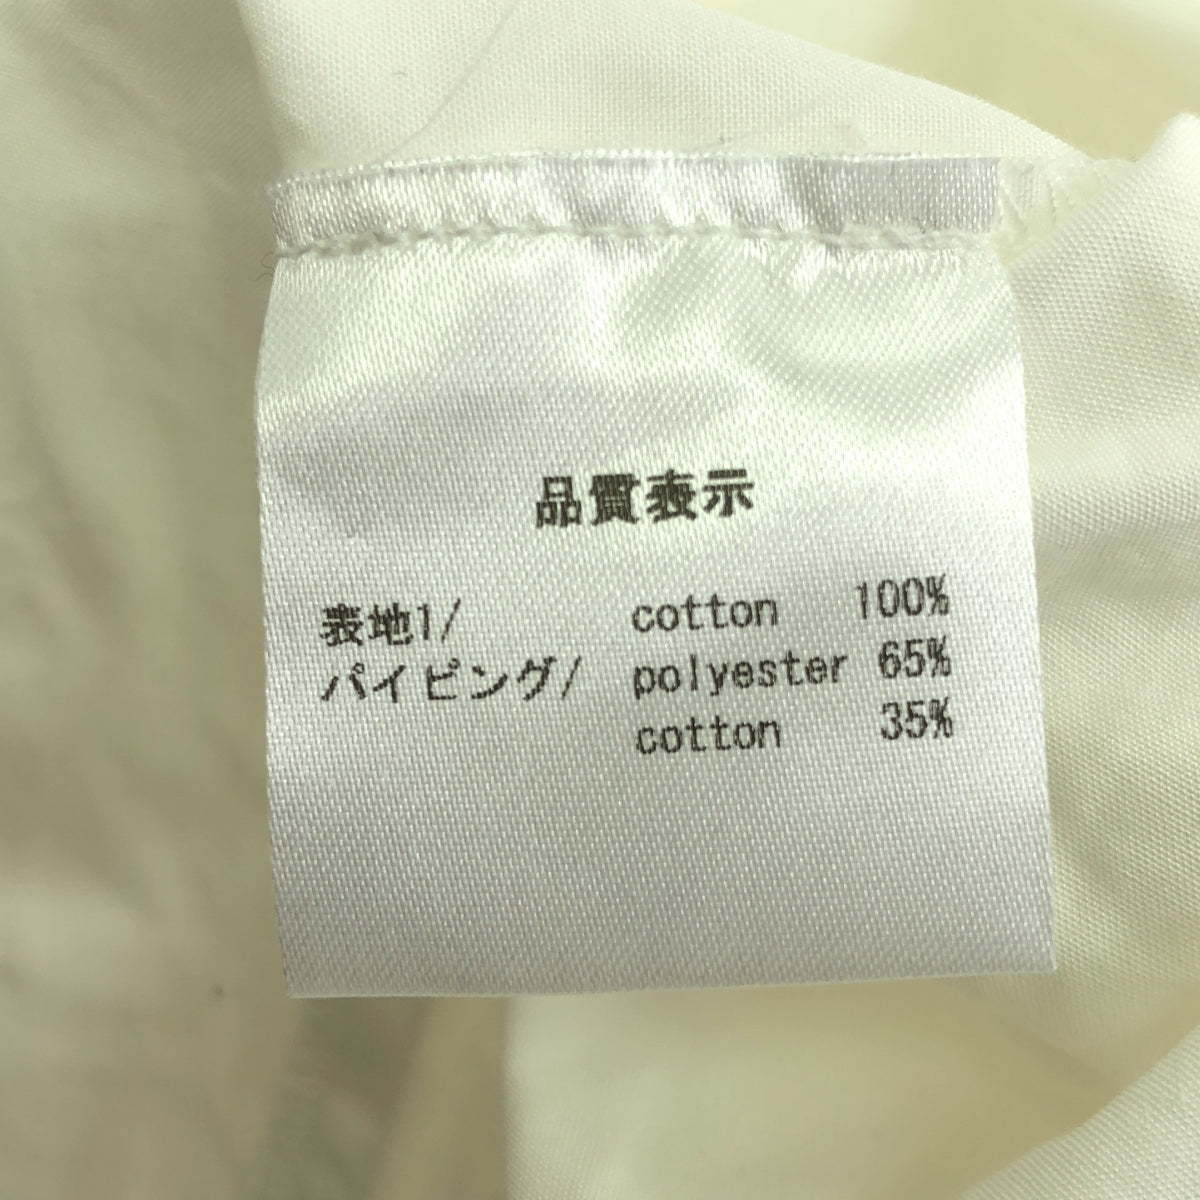 品質表示
表地1/ cotton 100%
パイピング/ polyester 65%
cotton 35%